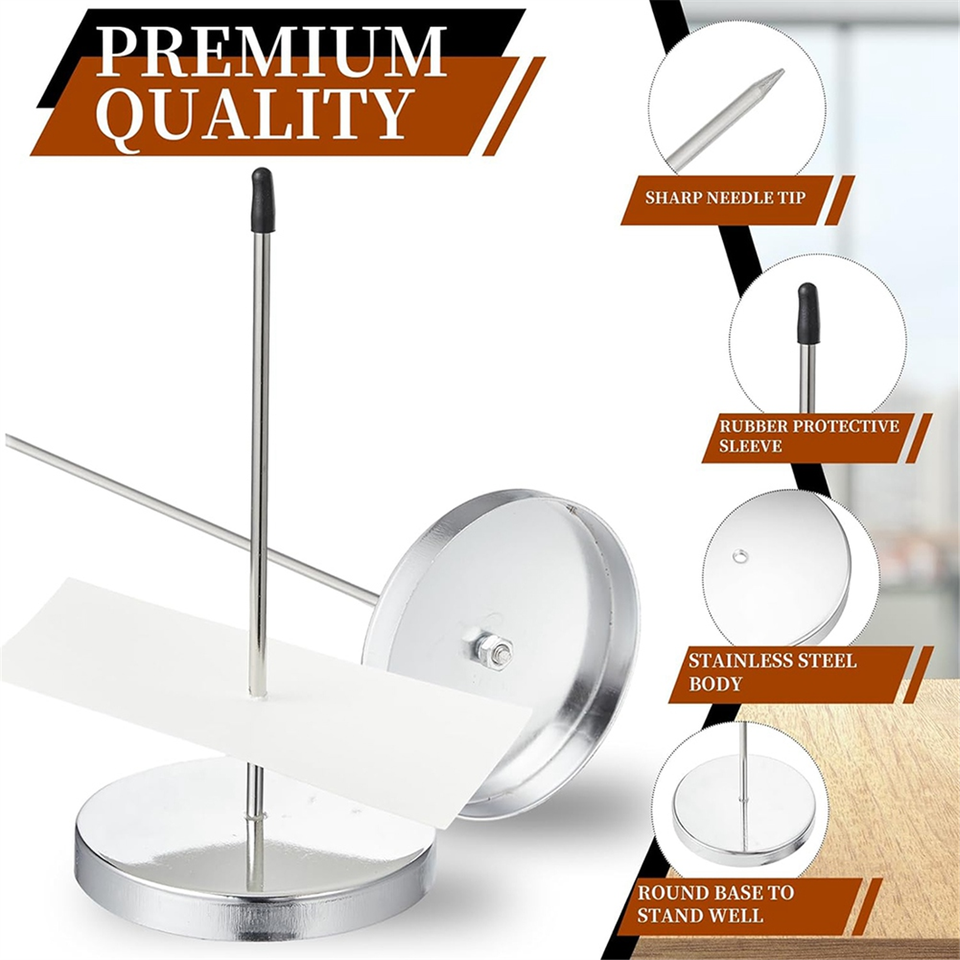 PREMIUM
QUALITY
SHARP NEEDLE TIP
RUBBER PROTECTIVE
SLEEVE
STAINLESS STEEL
BODY
ROUND BASE TO
STAND WELL